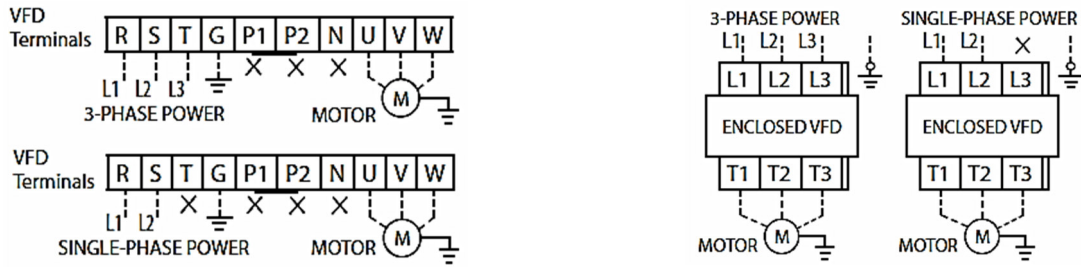 VFD
Terminals
R S T G P1 P2 N U V W
L1 L2 L3
3-PHASE POWER
MOTOR
M
VFD
Terminals
R S T G P1 P2 N U V W
L1 L2
SINGLE-PHASE POWER
MOTOR
M
3-PHASE POWER
L1 L2 L3
L1 L2 L3
ENCLOSED VFD
T1 T2 T3
MOTOR
M
SINGLE-PHASE POWER
L1 L2
L1 L2 L3
ENCLOSED VFD
T1 T2 T3
MOTOR
M